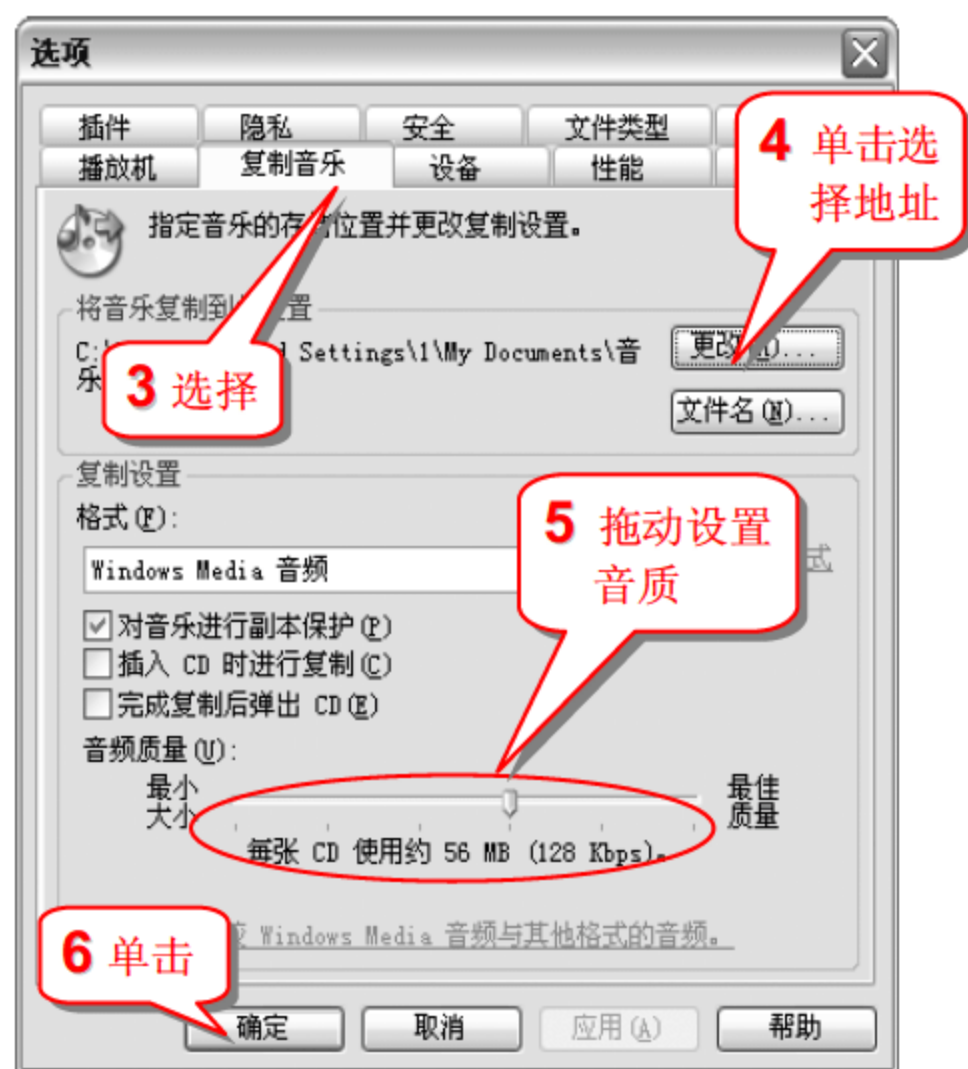 选项
插件 隐私 安全 文件类型
播放机 复制音乐 设备 性能
4 单击选
择地址
指定音乐的存 位置并更改复制设置。
将音乐复制到 置
C:\ d Settings\1\My Documents\音
乐
更改 ...
3 选择
文件名(N)...
复制设置
格式(F):
5 拖动设置
音质
Windows Media 音频
式
对音乐进行副本保护(P)
插入 CD 时进行复制(C)
完成复制后弹出 CD(E)
音频质量(U):
最小
大小
最佳
质量
每张 CD 使用约 56 MB (128 Kbps)。
6 单击
Windows Media 音频与其他格式的音频。
确定 取消 应用(A) 帮助